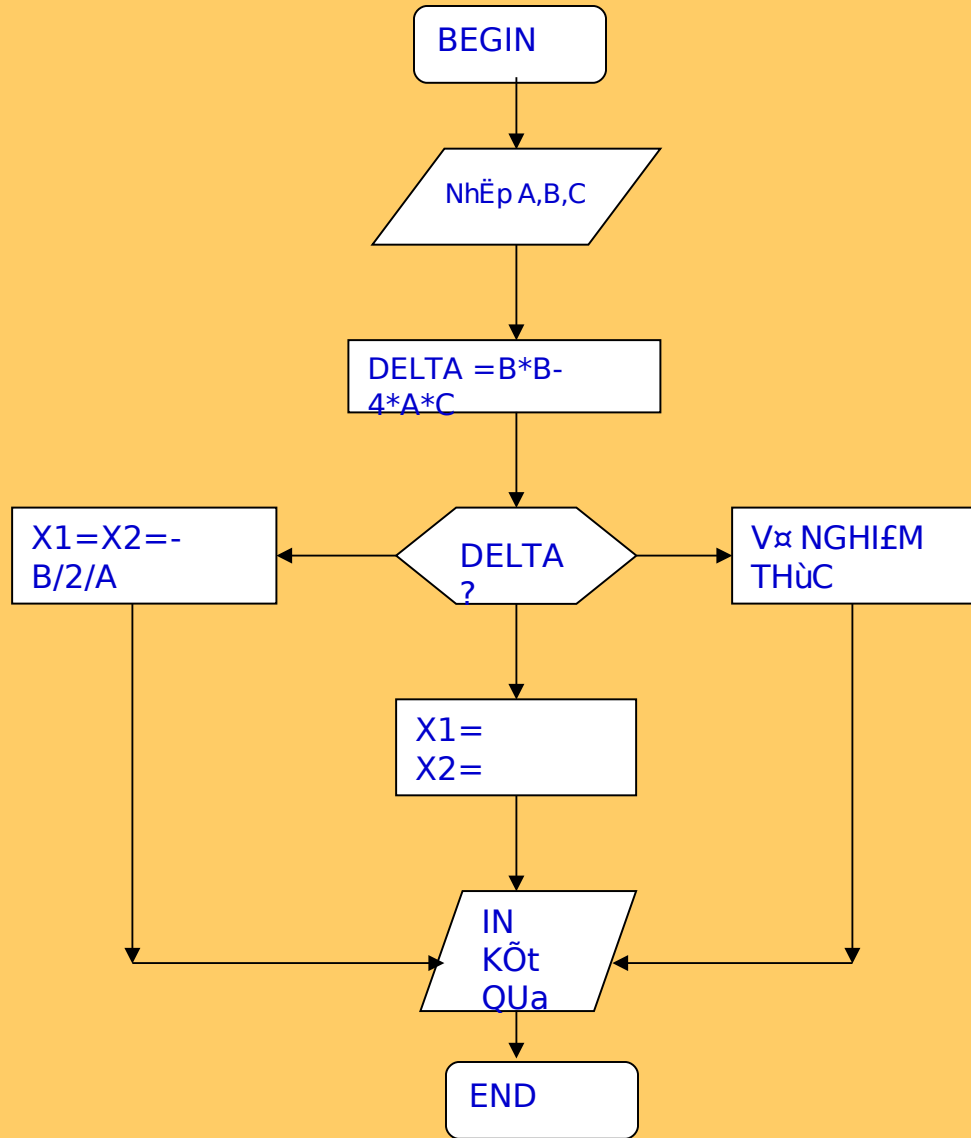 BEGIN
NhËp A,B,C
DELTA =B*B-
4*A*C
X1=X2=-
B/2/A
DELTA
?
V¤ NGHI£M
THùC
X1=
X2=
IN
KÕt
QUa
END